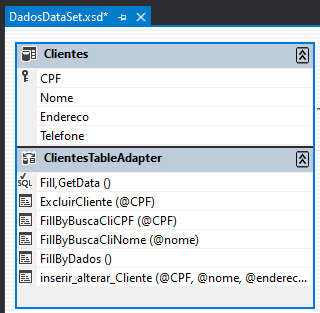 DadosDataSet.xsd*
Clientes
CPF
Nome
Endereco
Telefone
ClientesTableAdapter
SQL Fill,GetData ()
ExcluirCliente (@CPF)
FillByBuscaCliCPF (@CPF)
FillByBuscaCliNome (@nome)
FillByDados ()
inserir_alterar_Cliente (@CPF, @nome, @enderec...